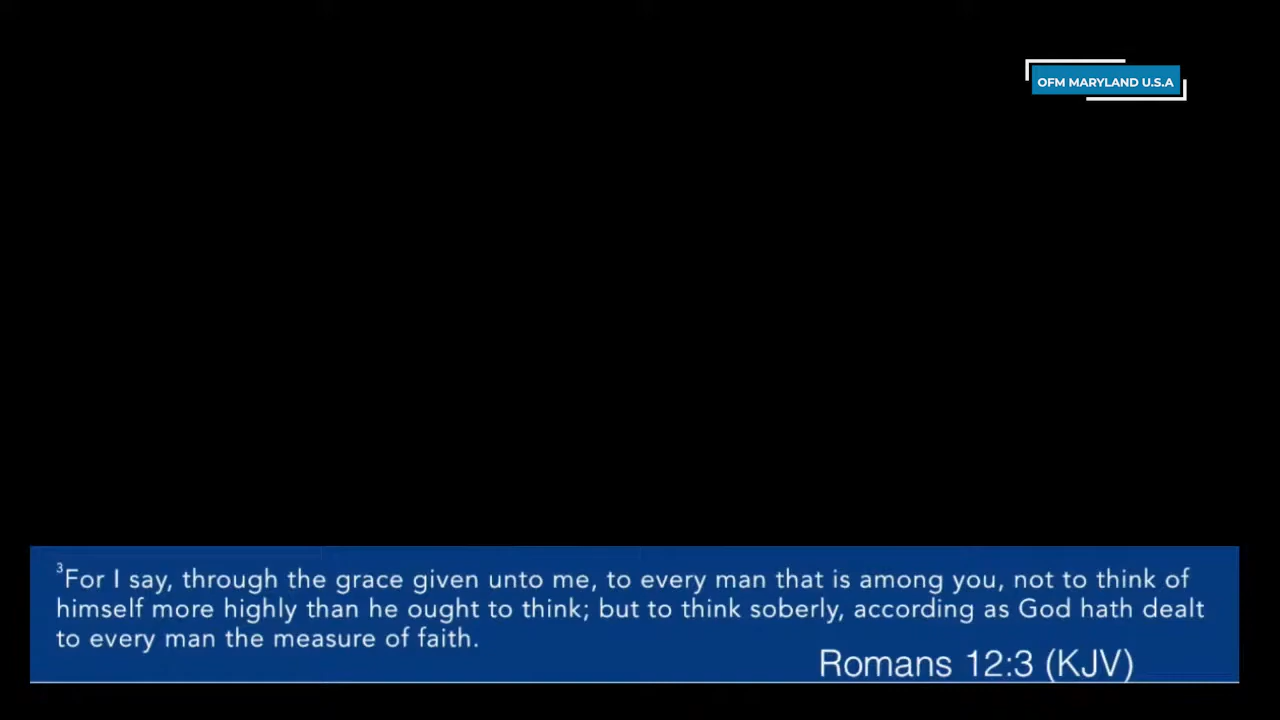 OFM MARYLAND U.S.A
³For I say, through the grace given unto me, to every man that is among you, not to think of
himself more highly than he ought to think; but to think soberly, according as God hath dealt
to every man the measure of faith.
Romans 12:3 (KJV)